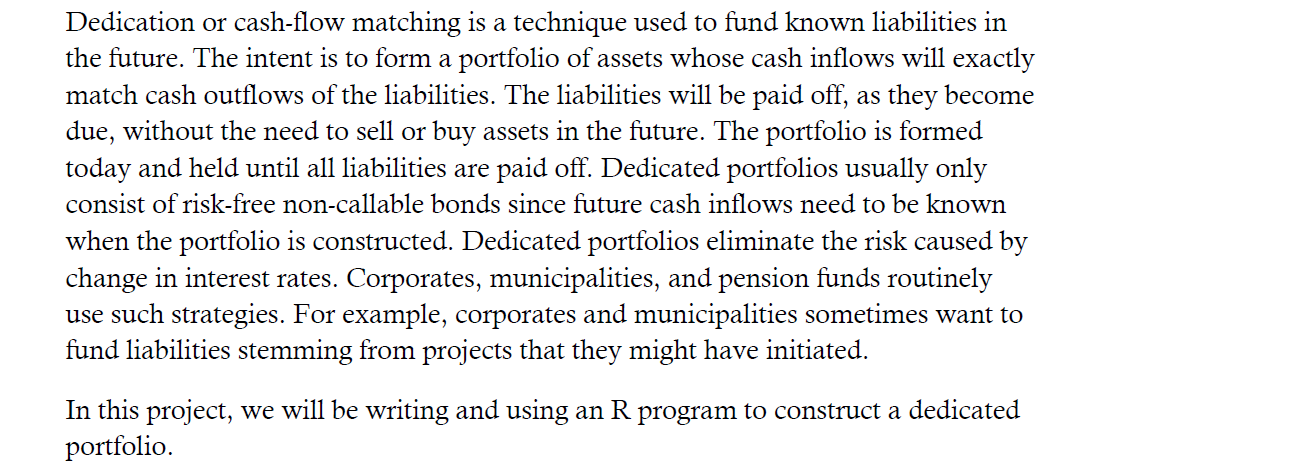 Dedication or cash-flow matching is a technique used to fund known liabilities in
the future. The intent is to form a portfolio of assets whose cash inflows will exactly
match cash outflows of the liabilities. The liabilities will be paid off, as they become
due, without the need to sell or buy assets in the future. The portfolio is formed
today and held until all liabilities are paid off. Dedicated portfolios usually only
consist of risk-free non-callable bonds since future cash inflows need to be known
when the portfolio is constructed. Dedicated portfolios eliminate the risk caused by
change in interest rates. Corporates, municipalities, and pension funds routinely
use such strategies. For example, corporates and municipalities sometimes want to
fund liabilities stemming from projects that they might have initiated.
In this project, we will be writing and using an R program to construct a dedicated
portfolio.